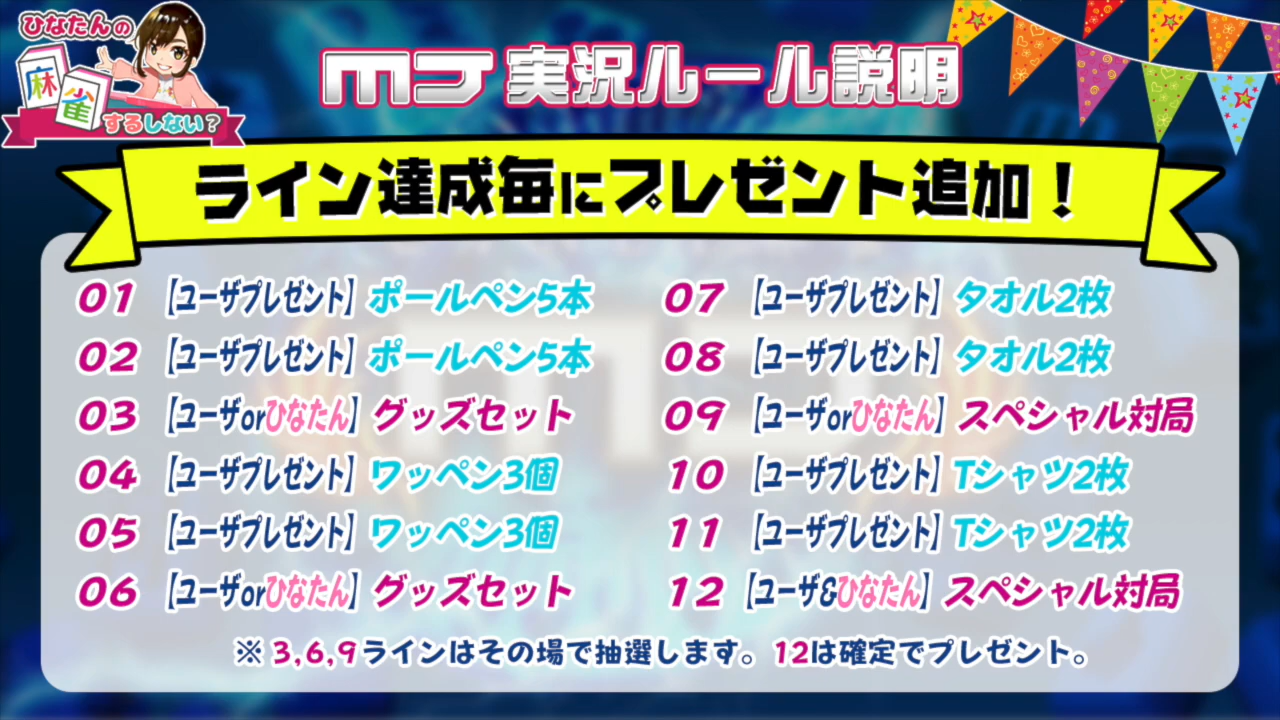 ひなたんの
麻雀
するしない?
MJ 実況ルール説明
ライン達成毎にプレゼント追加!
01 【ユーザプレゼント】 ボールペン5本
02 【ユーザプレゼント】 ボールペン5本
03 【ユーザorひなたん】 グッズセット
04 【ユーザプレゼント】 ワッペン3個
05 【ユーザプレゼント】 ワッペン3個
06 【ユーザorひなたん】 グッズセット
07 【ユーザプレゼント】 タオル2枚
08 【ユーザプレゼント】 タオル2枚
09 【ユーザorひなたん】 スペシャル対局
10 【ユーザプレゼント】 Tシャツ2枚
11 【ユーザプレゼント】 Tシャツ2枚
12 【ユーザ&ひなたん】 スペシャル対局
※ 3,6,9ラインはその場で抽選します。12は確定でプレゼント。